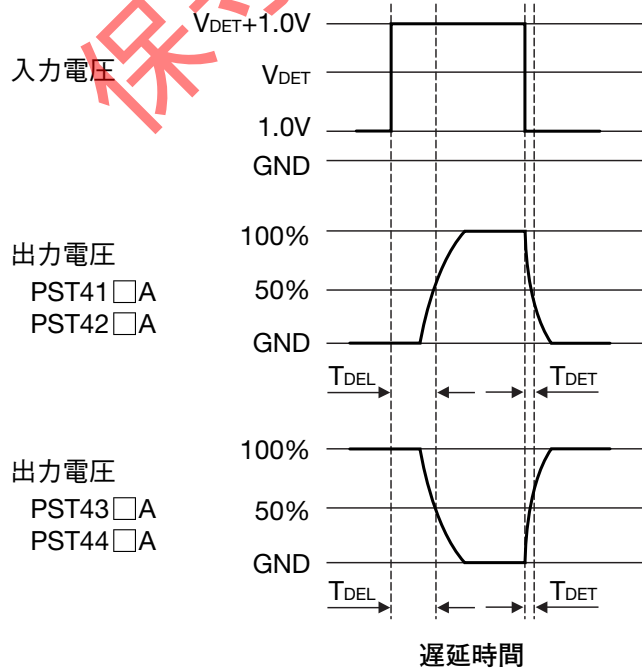 保
VDET+1.0V
入力電圧
VDET
1.0V
GND
出力電圧
PST41□A
PST42□A
100%
50%
GND
TDEL
TDET
出力電圧
PST43□A
PST44□A
100%
50%
GND
TDEL
TDET
遅延時間